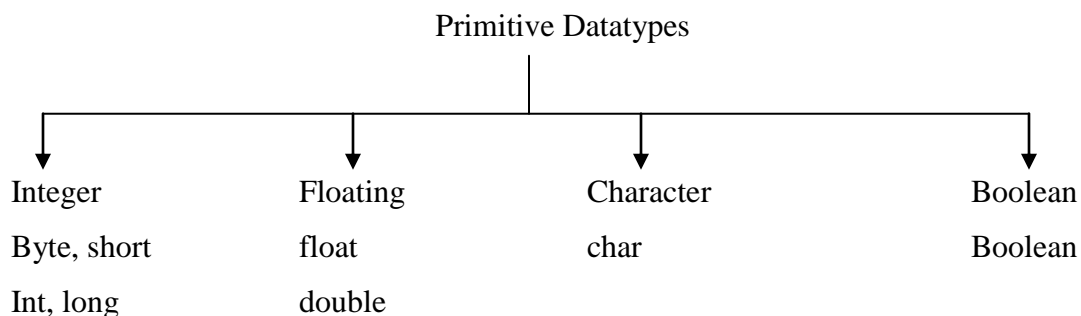 Primitive Datatypes
Integer Floating Character Boolean
Byte, short float char Boolean
Int, long double